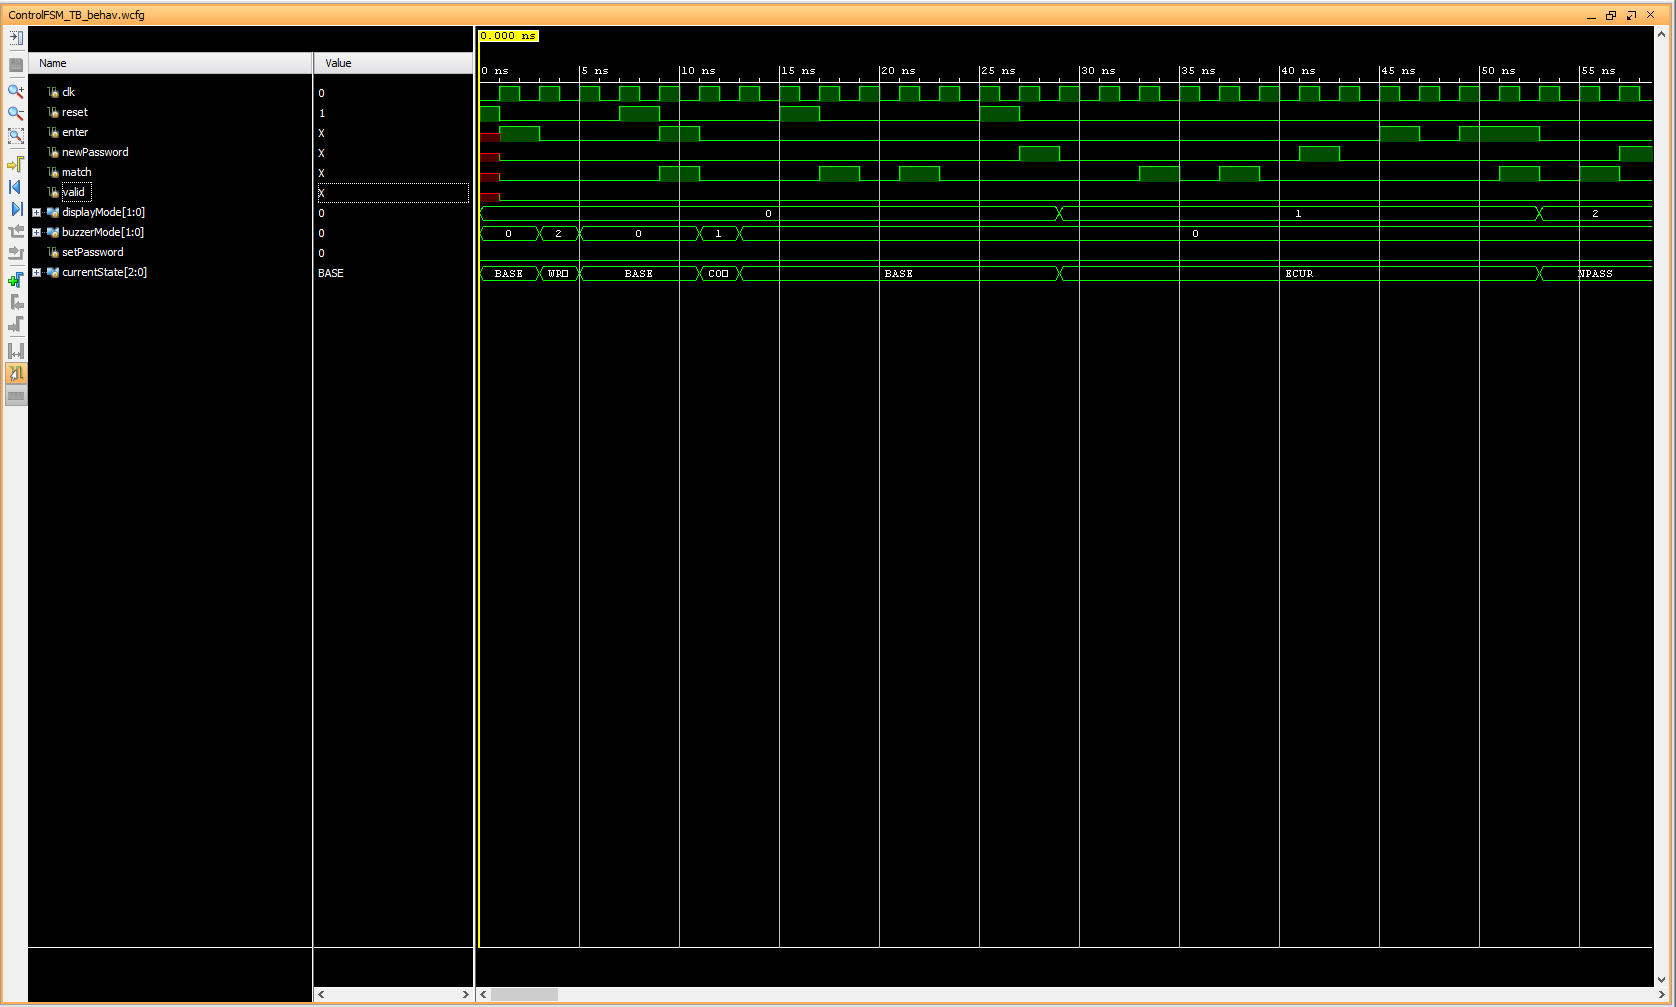 ControlFSM_TB_behav.wcfg
0.000 ns
Name Value
0 ns 5 ns 10 ns 15 ns 20 ns 25 ns 30 ns 35 ns 40 ns 45 ns 50 ns 55 ns
clk 0
reset 1
enter X
newPassword X
match X
valid X
displayMode[1:0] 0 0 1 2
buzzerMode[1:0] 0 0 2 0 1 0
setPassword 0
currentState[2:0] BASE BASE WR□ BASE CO□ BASE ECUR NPASS